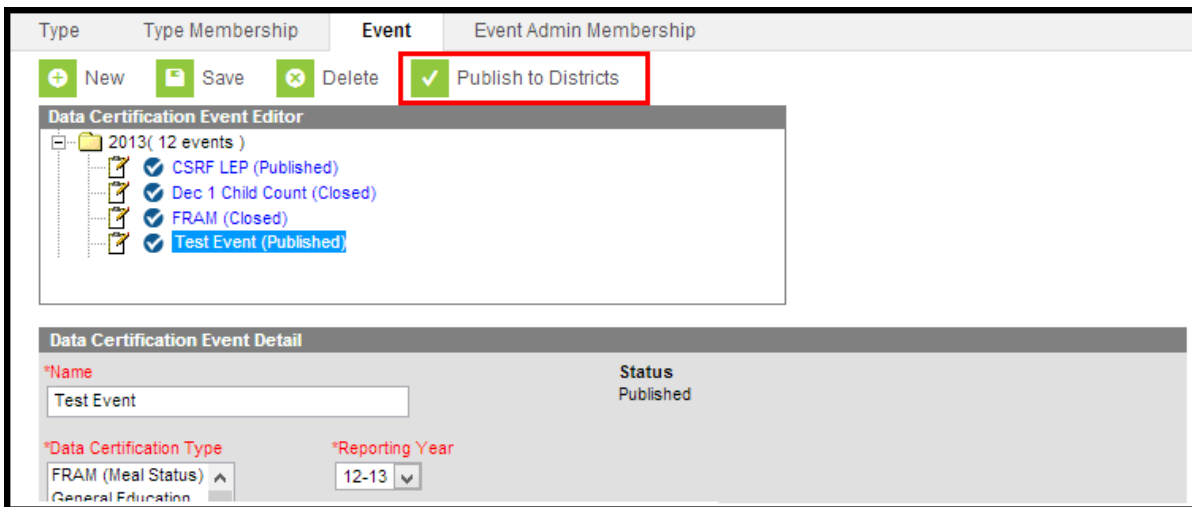 Type Type Membership Event Event Admin Membership
New Save Delete Publish to Districts
Data Certification Event Editor
2013( 12 events )
CSRF LEP (Published)
Dec 1 Child Count (Closed)
FRAM (Closed)
Test Event (Published)
Data Certification Event Detail
*Name Status
Test Event Published
*Data Certification Type *Reporting Year
FRAM (Meal Status) 12-13
General Education